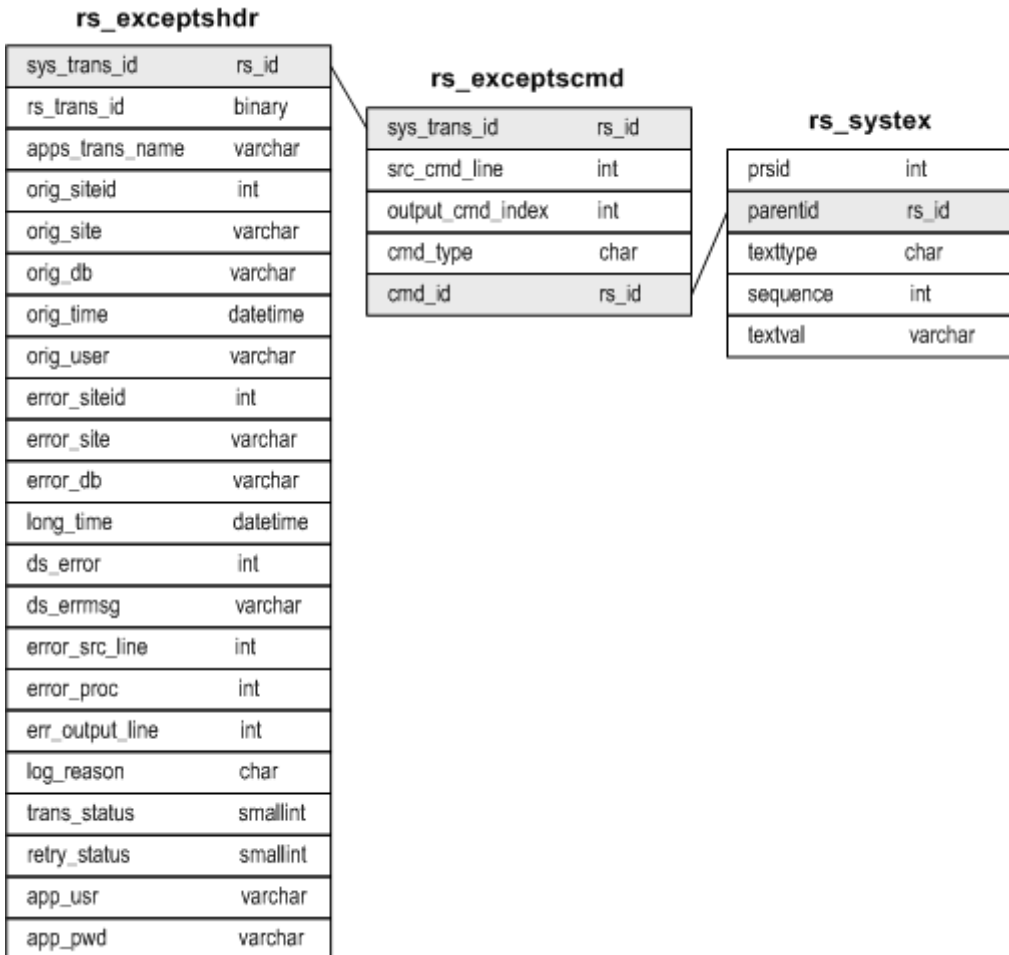 rs_exceptshdr
sys_trans_id rs_id
rs_trans_id binary
apps_trans_name varchar
orig_siteid int
orig_site varchar
orig_db varchar
orig_time datetime
orig_user varchar
error_siteid int
error_site varchar
error_db varchar
long_time datetime
ds_error int
ds_errmsg varchar
error_src_line int
error_proc int
err_output_line int
log_reason char
trans_status smallint
retry_status smallint
app_usr varchar
app_pwd varchar
rs_exceptscmd
sys_trans_id rs_id
src_cmd_line int
output_cmd_index int
cmd_type char
cmd_id rs_id
rs_systex
prsid int
parentid rs_id
texttype char
sequence int
textval varchar